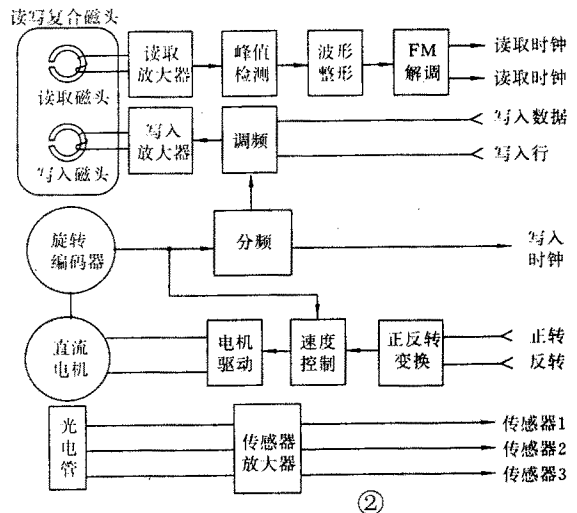 读写复合磁头
读取磁头
读取
放大器
峰值
检测
波形
整形
FM
解调
读取时钟
读取时钟
写入磁头
写入
放大器
调频
写入数据
写入行
旋转
编码器
分频
写入
时钟
直流
电机
电机
驱动
速度
控制
正反转
变换
正转
反转
光
电
管
传感器
放大器
传感器1
传感器2
传感器3
②